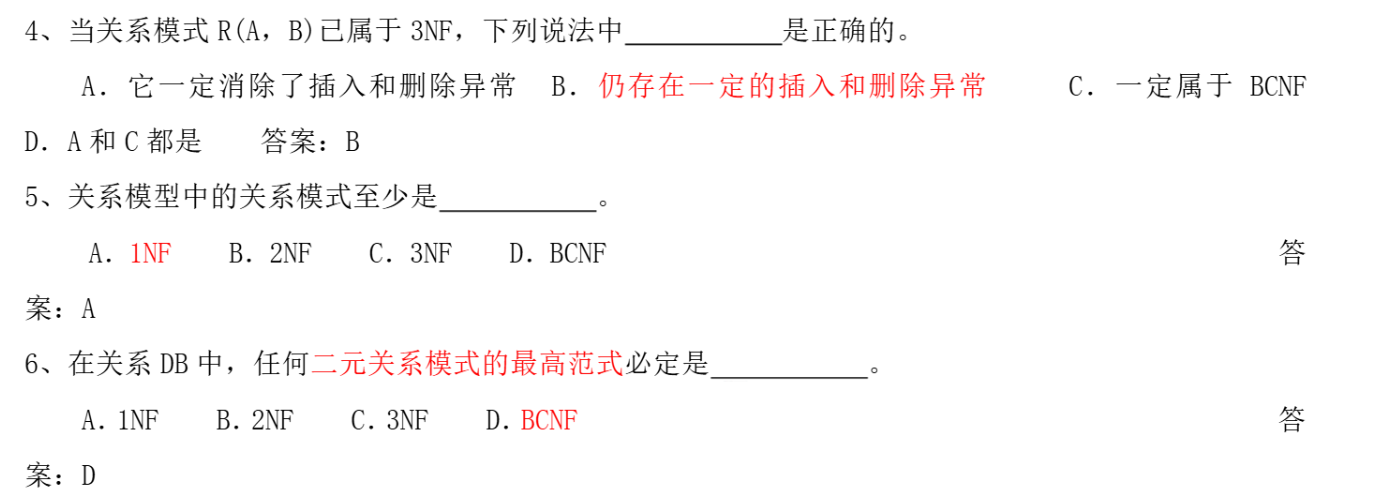 4、当关系模式 R(A，B)已属于 3NF，下列说法中___________是正确的。
A．它一定消除了插入和删除异常 B．仍存在一定的插入和删除异常 C．一定属于 BCNF
D．A 和 C 都是 答案：B
5、关系模型中的关系模式至少是___________。
A．1NF B．2NF C．3NF D．BCNF 答
案：A
6、在关系 DB 中，任何二元关系模式的最高范式必定是___________。
A．1NF B．2NF C．3NF D．BCNF 答
案：D